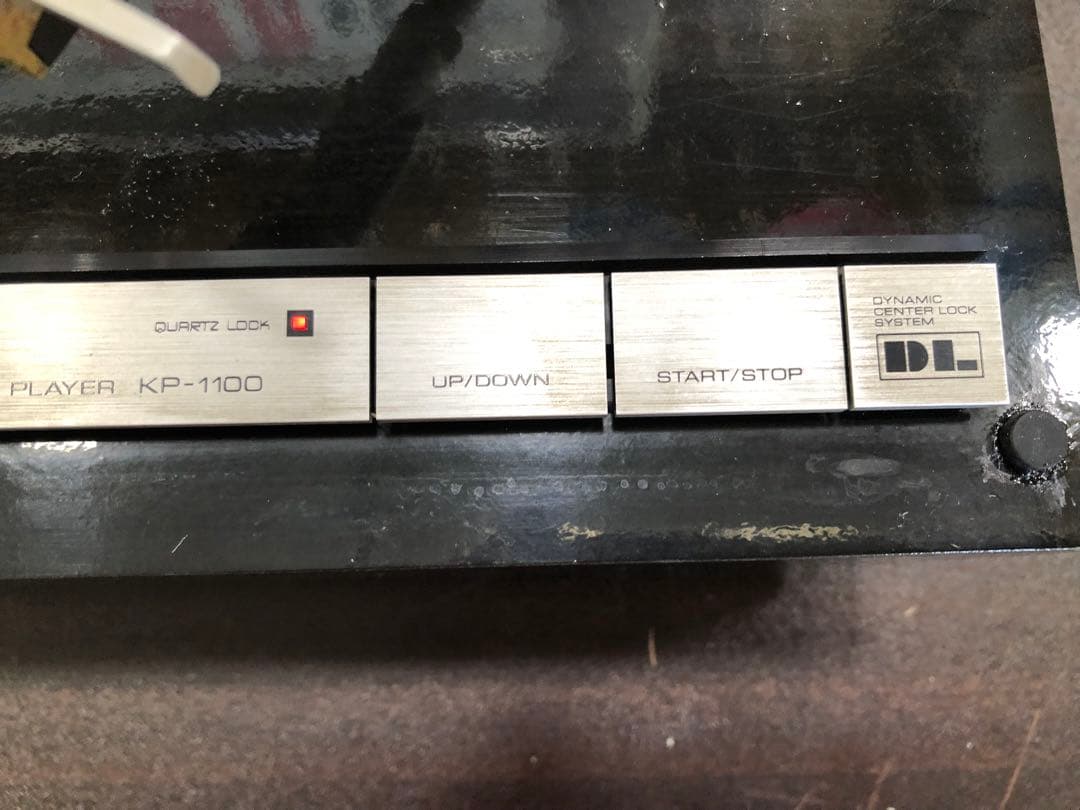 QUARTZ LOCK
PLAYER KP-1100
UP/DOWN
START/STOP
DYNAMIC
CENTER LOCK
SYSTEM
DL